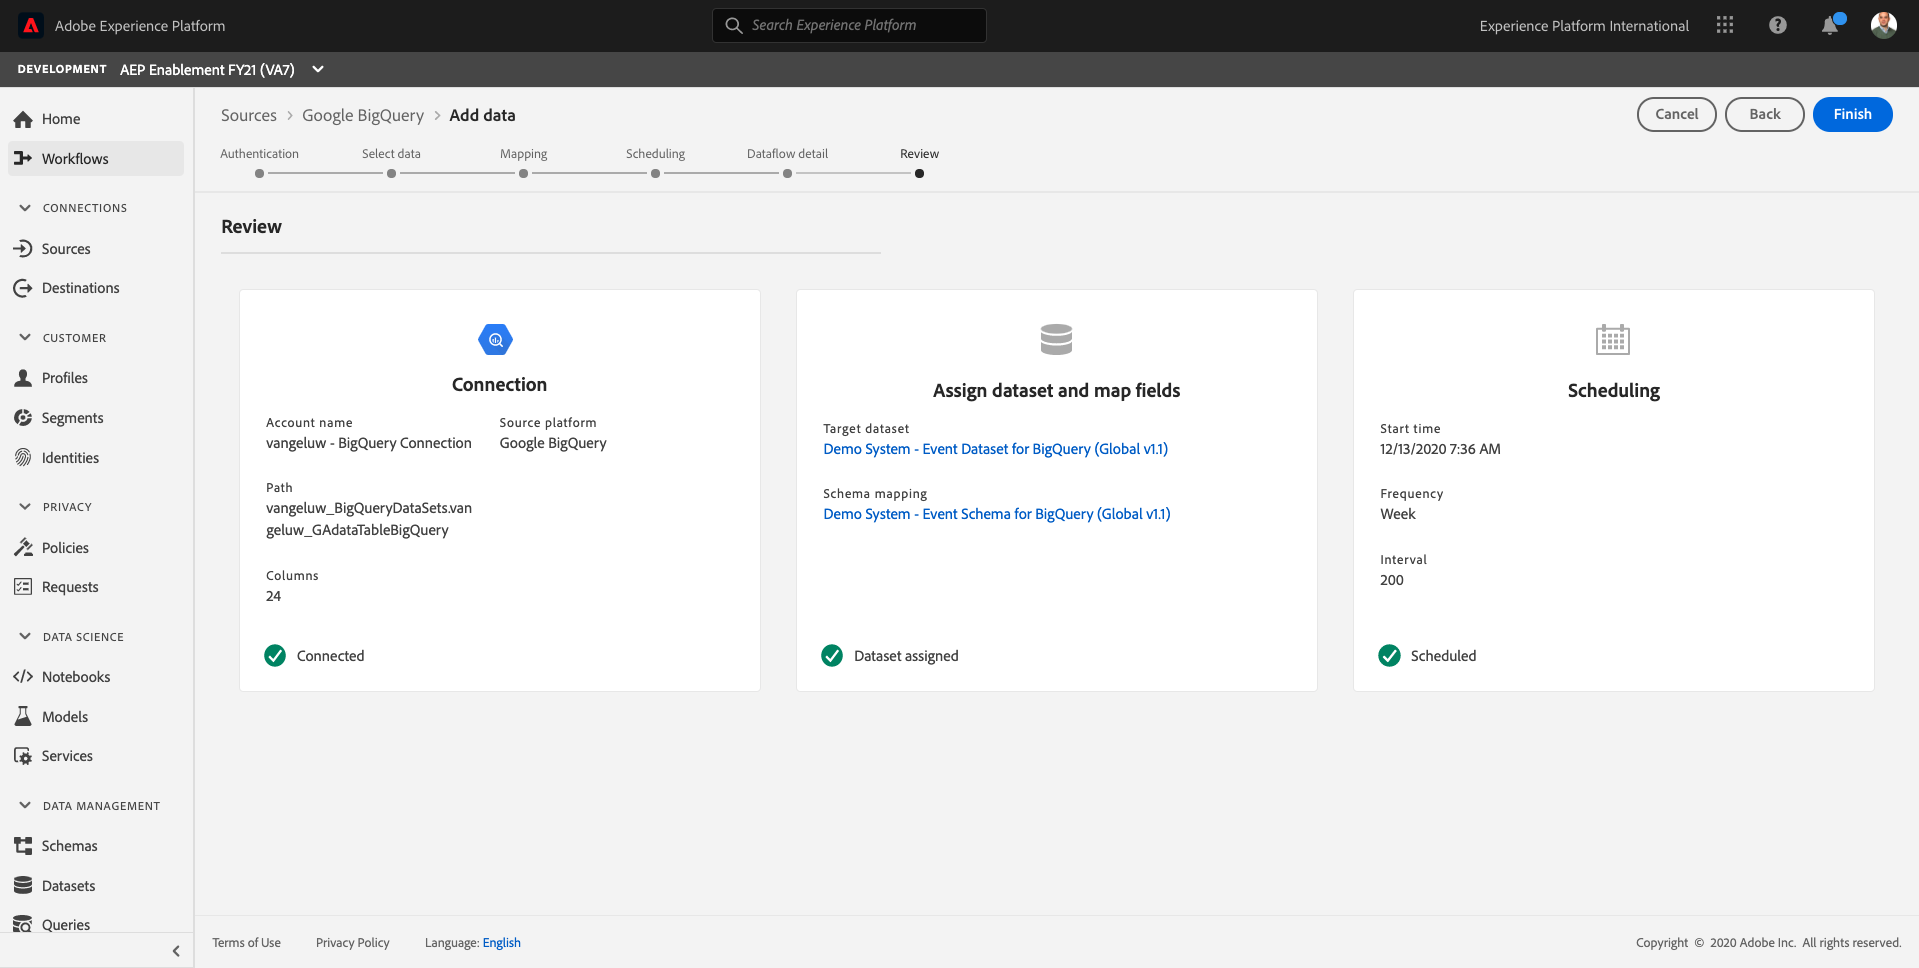 Adobe Experience Platform
Search Experience Platform
Experience Platform International
DEVELOPMENT AEP Enablement FY21 (VA7)
Home
Workflows
CONNECTIONS
Sources
Destinations
CUSTOMER
Profiles
Segments
Identities
PRIVACY
Policies
Requests
DATA SCIENCE
Notebooks
Models
Services
DATA MANAGEMENT
Schemas
Datasets
Queries
Sources > Google BigQuery > Add data
Cancel
Back
Finish
Authentication
Select data
Mapping
Scheduling
Dataflow detail
Review
Review
Connection
Account name
vangeluw - BigQuery Connection
Source platform
Google BigQuery
Path
vangeluw_BigQueryDataSets.van
geluw_GAdataTableBigQuery
Columns
24
Connected
Assign dataset and map fields
Target dataset
Demo System - Event Dataset for BigQuery (Global v1.1)
Schema mapping
Demo System - Event Schema for BigQuery (Global v1.1)
Dataset assigned
Scheduling
Start time
12/13/2020 7:36 AM
Frequency
Week
Interval
200
Scheduled
Terms of Use
Privacy Policy
Language: English
Copyright © 2020 Adobe Inc. All rights reserved.